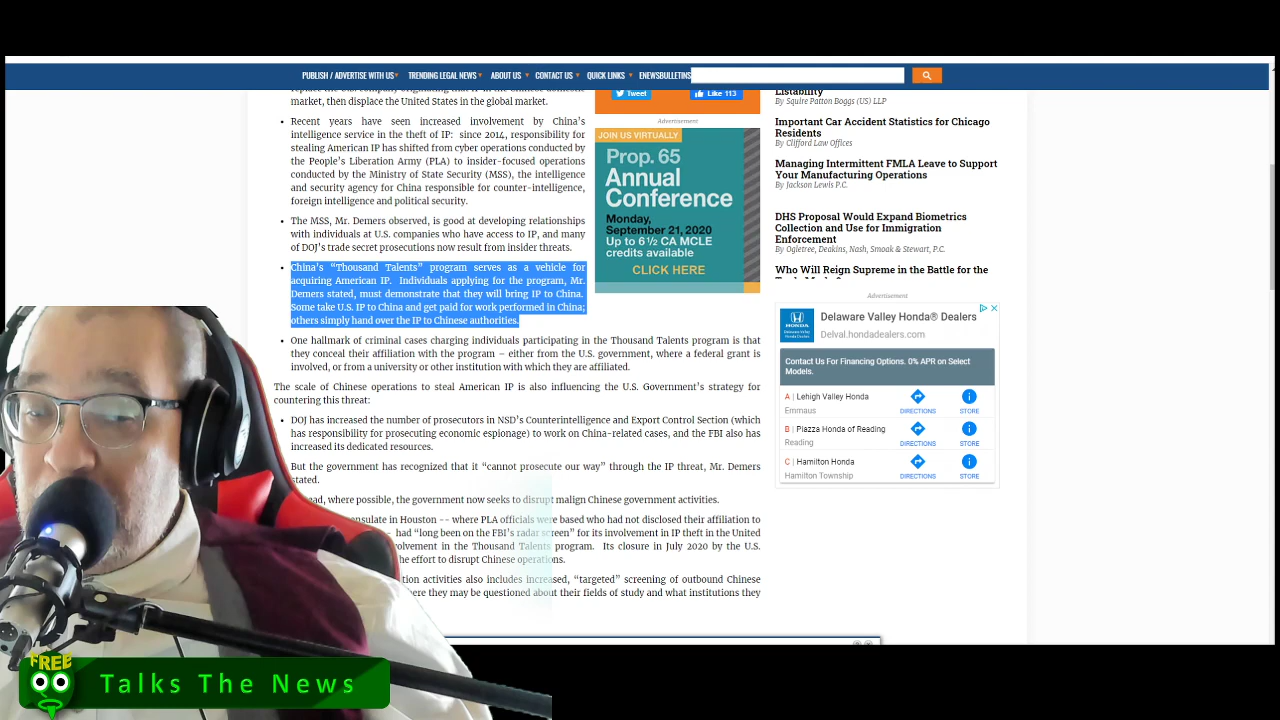 PUBLISH / ADVERTISE WITH US
TRENDING LEGAL NEWS
ABOUT US
CONTACT US
QUICK LINKS
ENEWSBULLETINS
market, then displace the United States in the global market.
Recent years have seen increased involvement by China's
intelligence service in the theft of IP: since 2014, responsibility for
stealing American IP has shifted from cyber operations conducted by
the People's Liberation Army (PLA) to insider-focused operations
conducted by the Ministry of State Security (MSS), the intelligence
and security agency for China responsible for counter-intelligence,
foreign intelligence and political security.
The MSS, Mr. Demers observed, is good at developing relationships
with individuals at U.S. companies who have access to IP, and many
of DOJ's trade secret prosecutions now result from insider threats.
China's “Thousand Talents” program serves as a vehicle for
acquiring American IP. Individuals applying for the program, Mr.
Demers stated, must demonstrate that they will bring IP to China.
Some take U.S. IP to China and get paid for work performed in China;
others simply hand over the IP to Chinese authorities.
One hallmark of criminal cases charging individuals participating in the Thousand Talents program is that
they conceal their affiliation with the program – either from the U.S. government, where a federal grant is
involved, or from a university or other institution with which they are affiliated.
The scale of Chinese operations to steal American IP is also influencing the U.S. Government's strategy for
countering this threat:
DOJ has increased the number of prosecutors in NSD's Counterintelligence and Export Control Section (which
has responsibility for prosecuting economic espionage) to work on China-related cases, and the FBI also has
increased its dedicated resources.
But the government has recognized that it “cannot prosecute our way” through the IP threat, Mr. Demers
stated.
ead, where possible, the government now seeks to disrupt malign Chinese government activities.
onsulate in Houston -- where PLA officials were based who had not disclosed their affiliation to
- had “long been on the FBI's radar screen” for its involvement in IP theft in the United
volvement in the Thousand Talents program. Its closure in July 2020 by the U.S.
he effort to disrupt Chinese operations.
tion activities also includes increased, “targeted” screening of outbound Chinese
here they may be questioned about their fields of study and what institutions they
Tweet
Like 113
Advertisement
JOIN US VIRTUALLY
Prop. 65
Annual
Conference
Monday,
September 21, 2020
Up to 6 ½ CA MCLE
credits available
CLICK HERE
Listability
By Squire Patton Boggs (US) LLP
Important Car Accident Statistics for Chicago
Residents
By Clifford Law Offices
Managing Intermittent FMLA Leave to Support
Your Manufacturing Operations
By Jackson Lewis P.C.
DHS Proposal Would Expand Biometrics
Collection and Use for Immigration
Enforcement
By Ogletree, Deakins, Nash, Smoak & Stewart, P.C.
Who Will Reign Supreme in the Battle for the
Advertisement
Delaware Valley Honda® Dealers
Delval.hondadealers.com
HONDA
Contact Us For Financing Options. 0% APR on Select
Models.
A | Lehigh Valley Honda
Emmaus
DIRECTIONS
STORE
B | Piazza Honda of Reading
Reading
DIRECTIONS
STORE
C | Hamilton Honda
Hamilton Township
DIRECTIONS
STORE
FREE
Talks The News